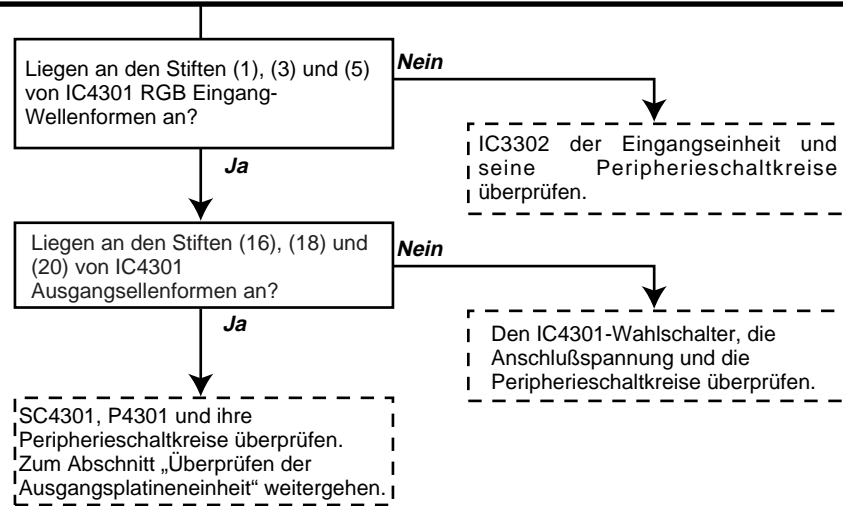 Liegen an den Stiften (1), (3) und (5)
von IC4301 RGB Eingang-
Wellenformen an?
Nein
IC3302 der Eingangseinheit und
seine Peripherieschaltkreise
überprüfen.
Ja
Liegen an den Stiften (16), (18) und
(20) von IC4301
Ausgangsellenformen an?
Nein
Den IC4301-Wahlschalter, die
Anschlußspannung und die
Peripherieschaltkreise überprüfen.
Ja
SC4301, P4301 und ihre
Peripherieschaltkreise überprüfen.
Zum Abschnitt „Überprüfen der
Ausgangsplatineneinheit“ weitergehen.